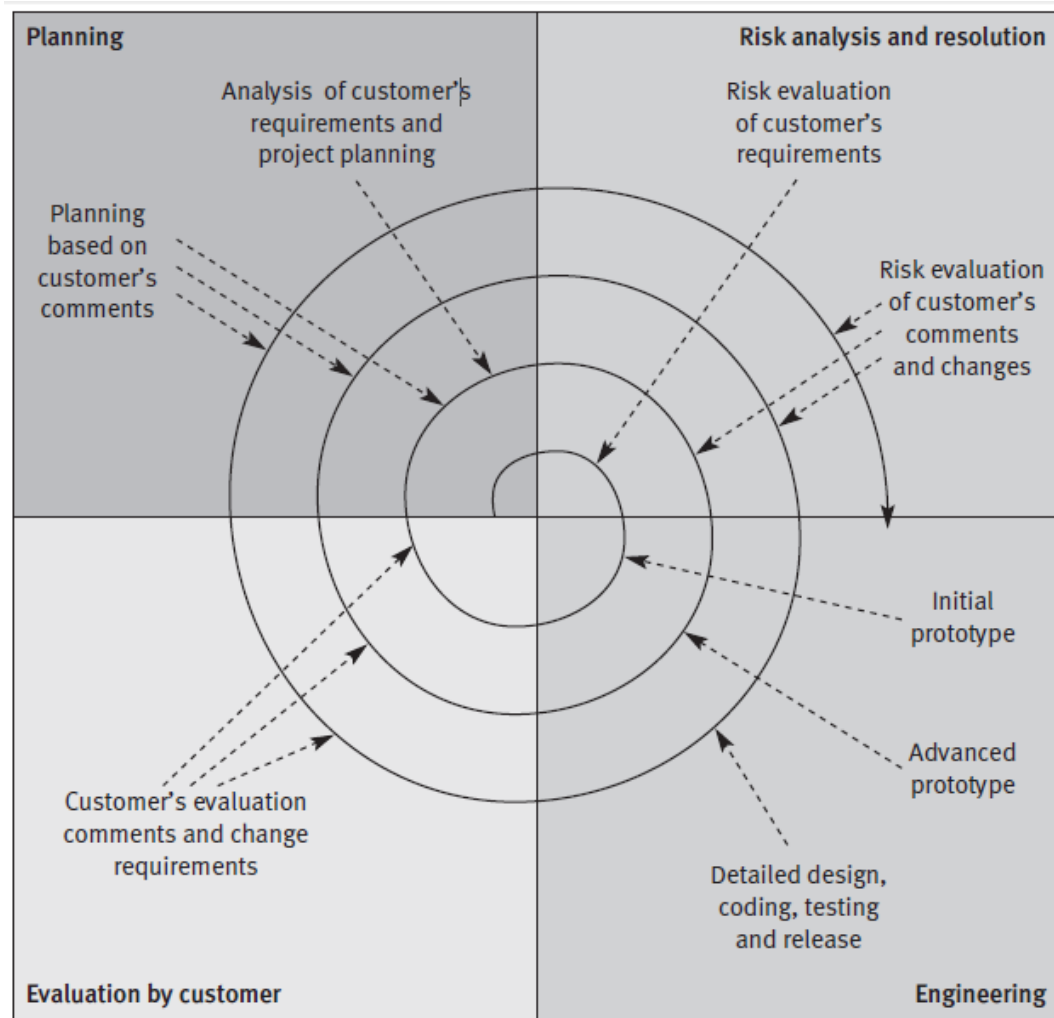 Planning
Risk analysis and resolution
Analysis of customer's
requirements and
project planning
Risk evaluation
of customer's
requirements
Planning
based on
customer's
comments
Risk evaluation
of customer's
comments
and changes
Initial
prototype
Advanced
prototype
Customer's evaluation
comments and change
requirements
Detailed design,
coding, testing
and release
Evaluation by customer
Engineering